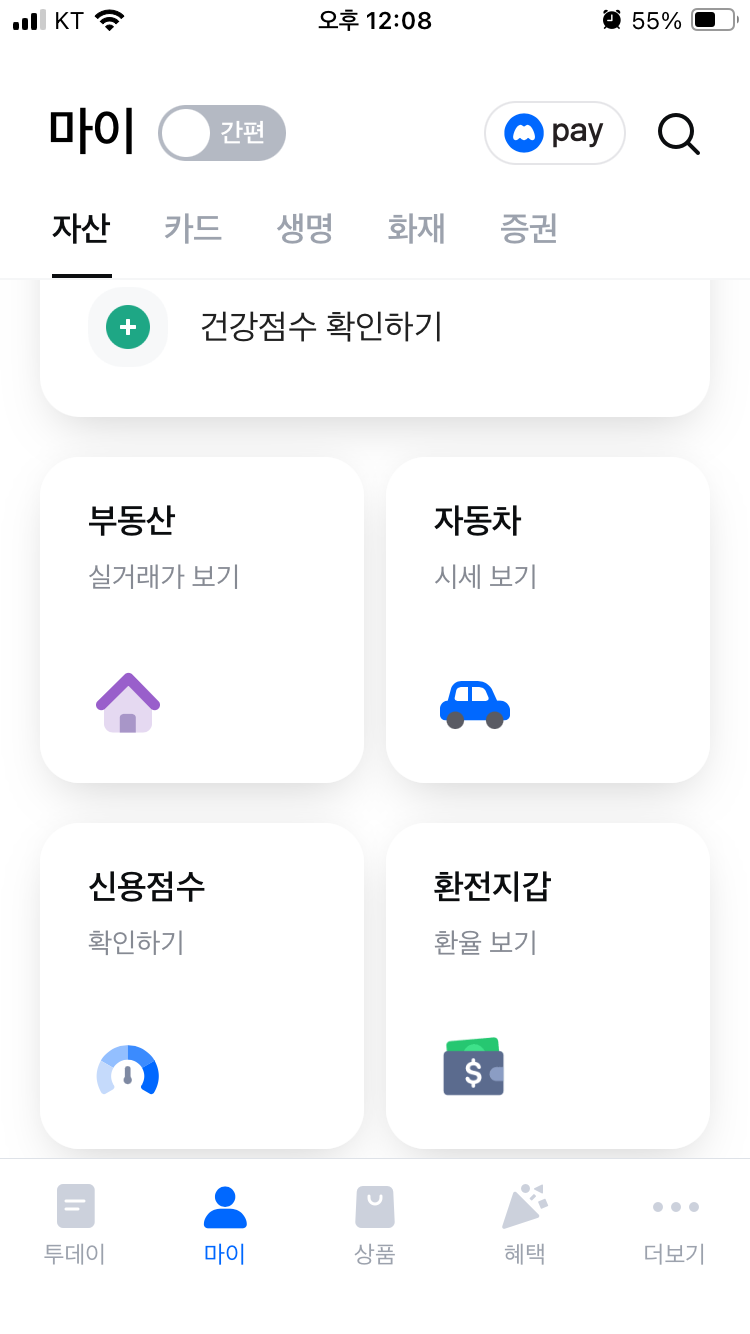 KT 오후 12:08 55%
마이 간편 pay
자산 카드 생명 화재 증권
건강점수 확인하기
부동산 자동차
실거래가 보기 시세 보기
신용점수 환전지갑
확인하기 환율 보기
$
투데이 마이 상품 혜택 더보기